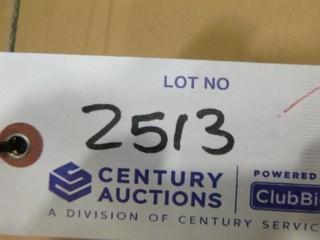 LOT NO
2513
CENTURY AUCTIONS
POWERED
ClubBi
A DIVISION OF CENTURY SERVIC